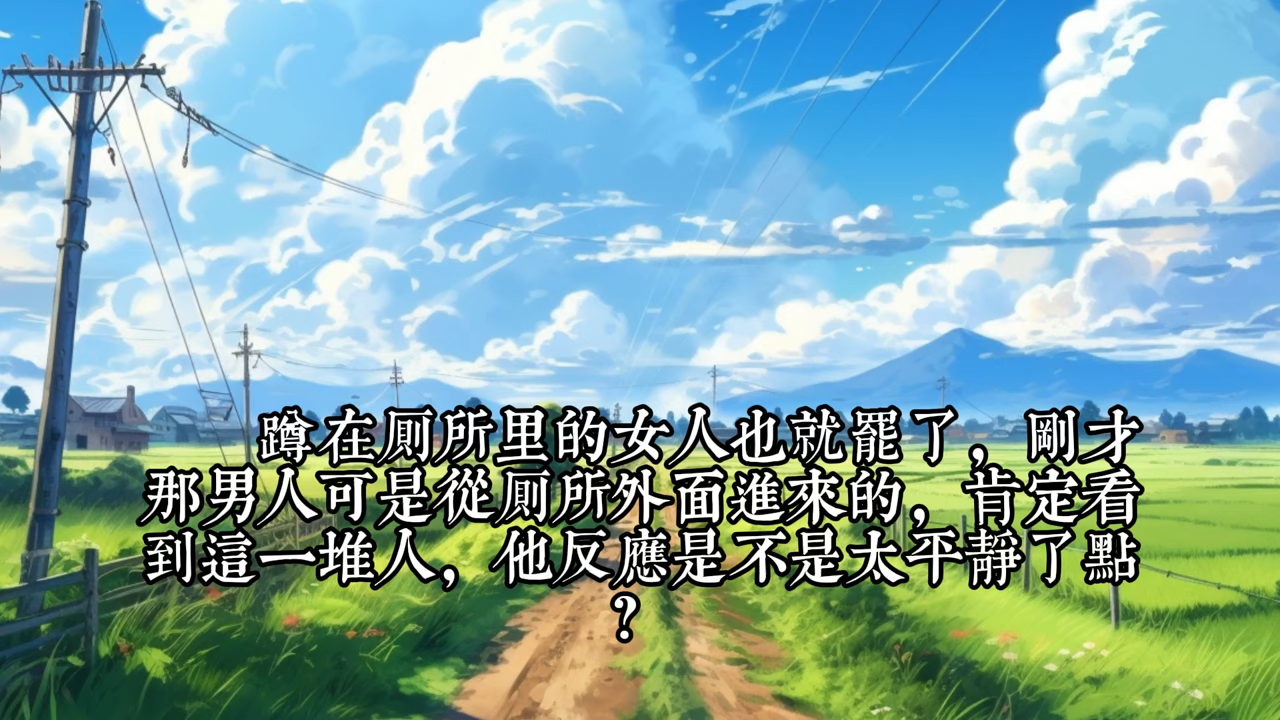 蹲在厕所里的女人也就罷了，剛才
那男人可是從厕所外面進來的，肯定看
到這一堆人，他反應是不是太平靜了點
？